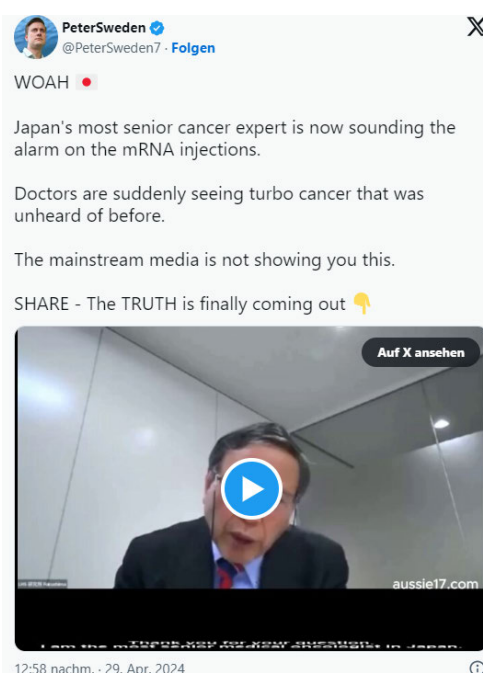 PeterSweden
@PeterSweden7 · Folgen
WOAH 🇯🇵
Japan's most senior cancer expert is now sounding the
alarm on the mRNA injections.
Doctors are suddenly seeing turbo cancer that was
unheard of before.
The mainstream media is not showing you this.
SHARE - The TRUTH is finally coming out 👇
Auf X ansehen
aussie17.com
Thank you for your question.
I am the most senior medical oncologist in Japan.
12:58 nachm. · 29. Apr. 2024